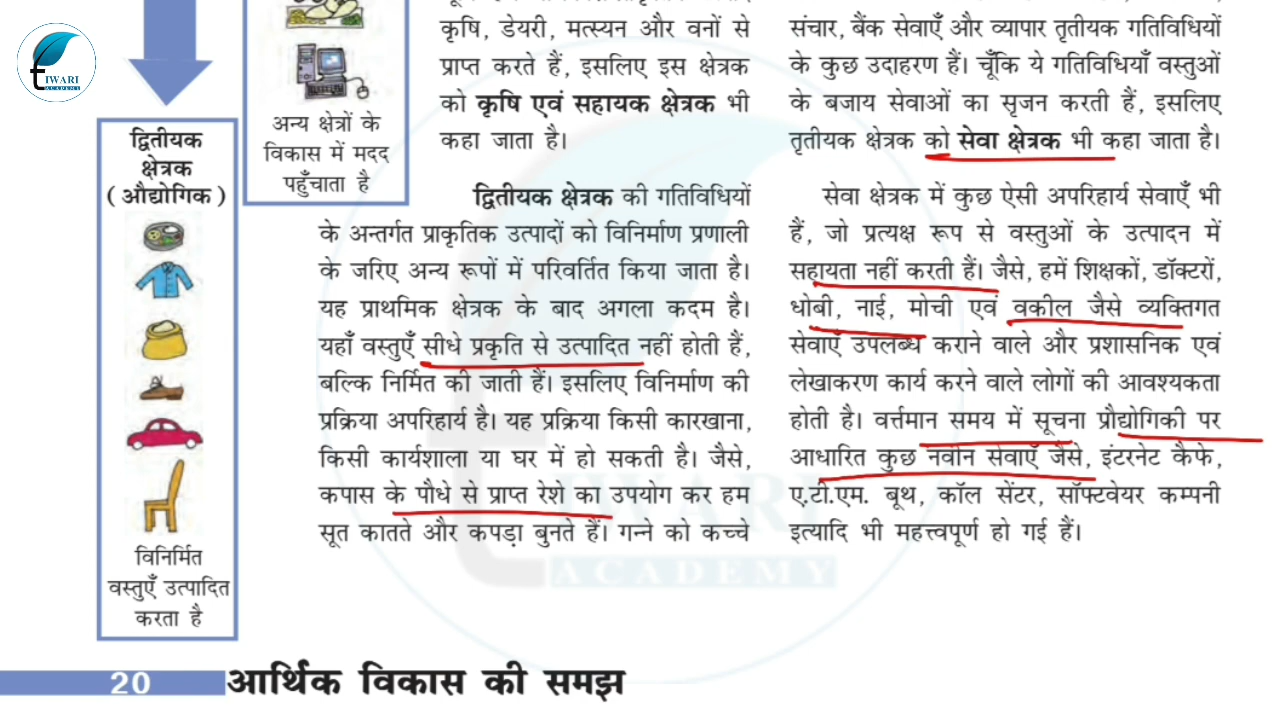 TIWARI
ACADEMY
द्वितीयक
क्षेत्रक
( औद्योगिक )
विनिर्मित
वस्तुएँ उत्पादित
करता है
अन्य क्षेत्रों के
विकास में मदद
पहुँचाता है
कृषि, डेयरी, मत्स्यन और वनों से
प्राप्त करते हैं, इसलिए इस क्षेत्रक
को कृषि एवं सहायक क्षेत्रक भी
कहा जाता है।
द्वितीयक क्षेत्रक की गतिविधियों
के अन्तर्गत प्राकृतिक उत्पादों को विनिर्माण प्रणाली
के जरिए अन्य रूपों में परिवर्तित किया जाता है।
यह प्राथमिक क्षेत्रक के बाद अगला कदम है।
यहाँ वस्तुएँ सीधे प्रकृति से उत्पादित नहीं होती हैं,
बल्कि निर्मित की जाती हैं। इसलिए विनिर्माण की
प्रक्रिया अपरिहार्य है। यह प्रक्रिया किसी कारखाना,
किसी कार्यशाला या घर में हो सकती है। जैसे,
कपास के पौधे से प्राप्त रेशे का उपयोग कर हम
सूत कातते और कपड़ा बुनते हैं। गन्ने को कच्चे
संचार, बैंक सेवाएँ और व्यापार तृतीयक गतिविधियों
के कुछ उदाहरण हैं। चूँकि ये गतिविधियाँ वस्तुओं
के बजाय सेवाओं का सृजन करती हैं, इसलिए
तृतीयक क्षेत्रक को सेवा क्षेत्रक भी कहा जाता है।
सेवा क्षेत्रक में कुछ ऐसी अपरिहार्य सेवाएँ भी
हैं, जो प्रत्यक्ष रूप से वस्तुओं के उत्पादन में
सहायता नहीं करती हैं। जैसे, हमें शिक्षकों, डॉक्टरों,
धोबी, नाई, मोची एवं वकील जैसे व्यक्तिगत
सेवाएँ उपलब्ध कराने वाले और प्रशासनिक एवं
लेखाकरण कार्य करने वाले लोगों की आवश्यकता
होती है। वर्त्तमान समय में सूचना प्रौद्योगिकी पर
आधारित कुछ नवीन सेवाएँ जैसे, इंटरनेट कैफे,
ए.टी.एम. बूथ, कॉल सेंटर, सॉफ्टवेयर कम्पनी
इत्यादि भी महत्त्वपूर्ण हो गई हैं।
TIWARI
ACADEMY
20 आर्थिक विकास की समझ